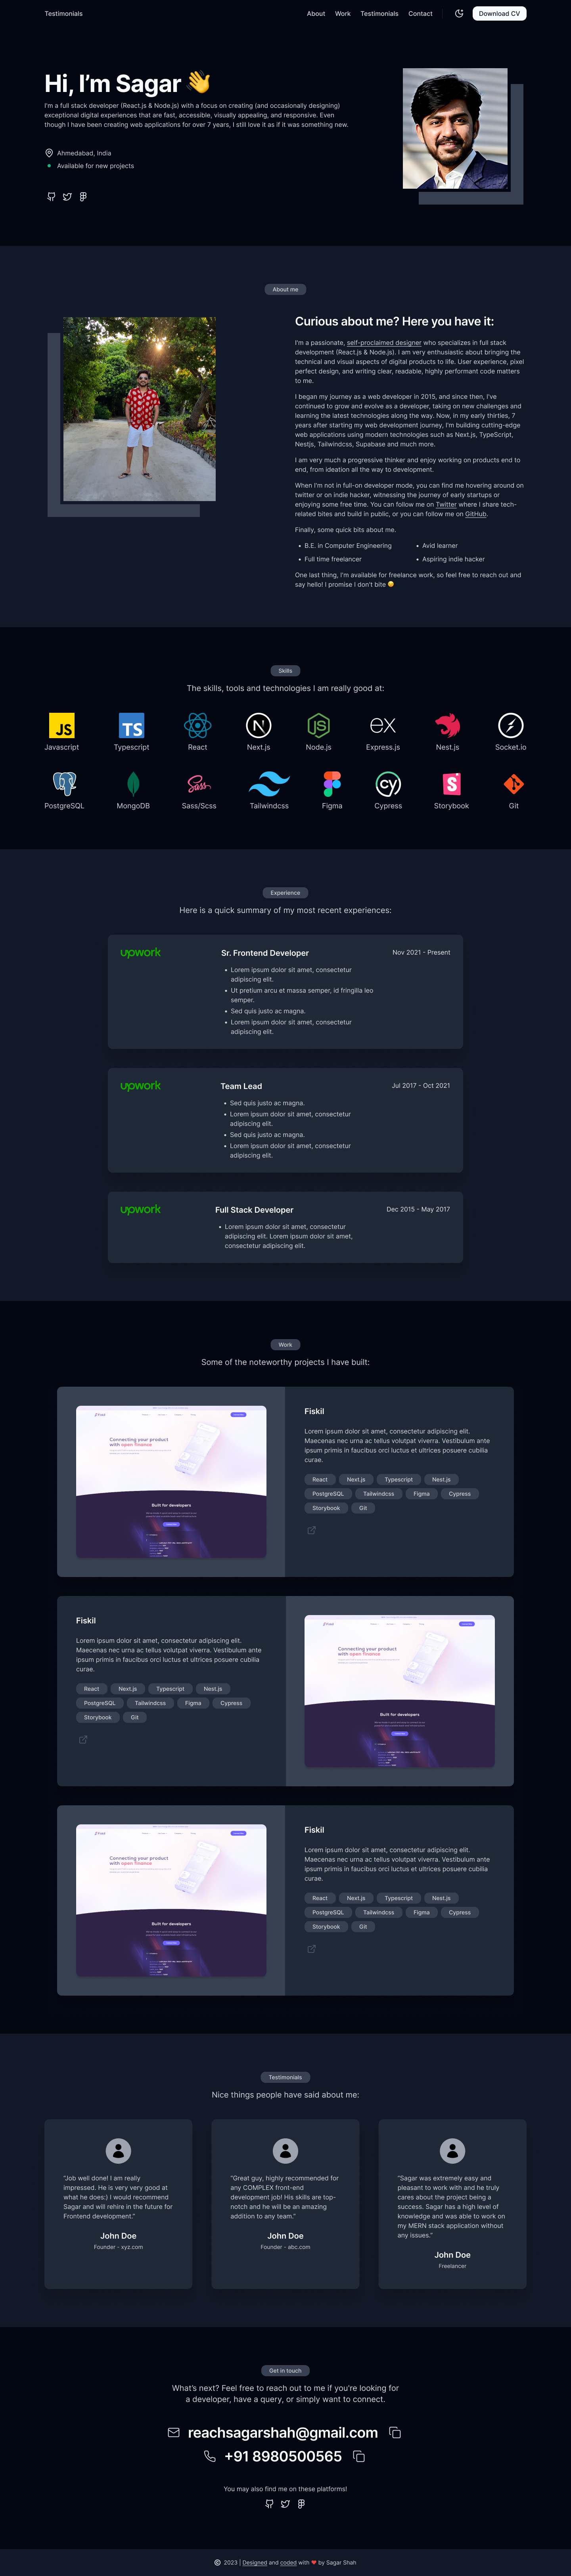 Testimonials
About Work Testimonials Contact Download CV
Hi, I'm Sagar
I'm a full stack developer (React.js & Node.js) with a focus on creating (and occasionally designing)
exceptional digital experiences that are fast, accessible, visually appealing, and responsive. Even
though I have been creating web applications for over 7 years, I still love it as if it was something new.
Ahmedabad, India
Available for new projects
About me
Curious about me? Here you have it:
I'm a passionate, self-proclaimed designer who specializes in full stack
development (React.js & Node.js). I am very enthusiastic about bringing the
technical and visual aspects of digital products to life. User experience, pixel
perfect design, and writing clear, readable, highly performant code matters
to me.
I began my journey as a web developer in 2015, and since then, I've
continued to grow and evolve as a developer, taking on new challenges and
learning the latest technologies along the way. Now, in my early thirties, 7
years after starting my web development journey, I'm building cutting-edge
web applications using modern technologies such as Next.js, TypeScript,
Nestjs, Tailwindcss, Supabase and much more.
I am very much a progressive thinker and enjoy working on products end to
end, from ideation all the way to development.
When I'm not in full-on developer mode, you can find me hovering around on
twitter or on indie hacker, witnessing the journey of early startups or
enjoying some free time. You can follow me on Twitter where I share tech-
related bites and build in public, or you can follow me on GitHub.
Finally, some quick bits about me.
• B.E. in Computer Engineering • Avid learner
• Full time freelancer • Aspiring indie hacker
One last thing, I'm available for freelance work, so feel free to reach out and
say hello! I promise I don't bite
Skills
The skills, tools and technologies I am really good at:
JS TS N JS ex
Javascript Typescript React Next.js Node.js Express.js Nest.js Socket.io
Sass cy S
PostgreSQL MongoDB Sass/Scss Tailwindcss Figma Cypress Storybook Git
Experience
Here is a quick summary of my most recent experiences:
upwork Sr. Frontend Developer Nov 2021 - Present
• Lorem ipsum dolor sit amet, consectetur
adipiscing elit.
• Ut pretium arcu et massa semper, id fringilla leo
semper.
• Sed quis justo ac magna.
• Lorem ipsum dolor sit amet, consectetur
adipiscing elit.
upwork Team Lead Jul 2017 - Oct 2021
• Sed quis justo ac magna.
• Lorem ipsum dolor sit amet, consectetur
adipiscing elit.
• Sed quis justo ac magna.
• Lorem ipsum dolor sit amet, consectetur
adipiscing elit.
upwork Full Stack Developer Dec 2015 - May 2017
• Lorem ipsum dolor sit amet, consectetur
adipiscing elit. Lorem ipsum dolor sit amet,
consectetur adipiscing elit.
Work
Some of the noteworthy projects I have built:
Fiskil
Connecting your product
with open finance
Built for developers
Fiskil
Lorem ipsum dolor sit amet, consectetur adipiscing elit.
Maecenas nec urna ac tellus volutpat viverra. Vestibulum ante
ipsum primis in faucibus orci luctus et ultrices posuere cubilia
curae.
React Next.js Typescript Nest.js
PostgreSQL Tailwindcss Figma Cypress
Storybook Git
Fiskil
Lorem ipsum dolor sit amet, consectetur adipiscing elit.
Maecenas nec urna ac tellus volutpat viverra. Vestibulum ante
ipsum primis in faucibus orci luctus et ultrices posuere cubilia
curae.
React Next.js Typescript Nest.js
PostgreSQL Tailwindcss Figma Cypress
Storybook Git
Fiskil
Connecting your product
with open finance
Built for developers
Fiskil
Connecting your product
with open finance
Built for developers
Fiskil
Lorem ipsum dolor sit amet, consectetur adipiscing elit.
Maecenas nec urna ac tellus volutpat viverra. Vestibulum ante
ipsum primis in faucibus orci luctus et ultrices posuere cubilia
curae.
React Next.js Typescript Nest.js
PostgreSQL Tailwindcss Figma Cypress
Storybook Git
Testimonials
Nice things people have said about me:
"Job well done! I am really
impressed. He is very very good at
what he does:) I would recommend
Sagar and will rehire in the future for
Frontend development."
John Doe
Founder - xyz.com
"Great guy, highly recommended for
any COMPLEX front-end
development job! His skills are top-
notch and he will be an amazing
addition to any team."
John Doe
Founder - abc.com
"Sagar was extremely easy and
pleasant to work with and he truly
cares about the project being a
success. Sagar has a high level of
knowledge and was able to work on
my MERN stack application without
any issues."
John Doe
Freelancer
Get in touch
What's next? Feel free to reach out to me if you're looking for
a developer, have a query, or simply want to connect.
reachsagarshah@gmail.com
+91 8980500565
You may also find me on these platforms!
© 2023 | Designed and coded with ❤ by Sagar Shah